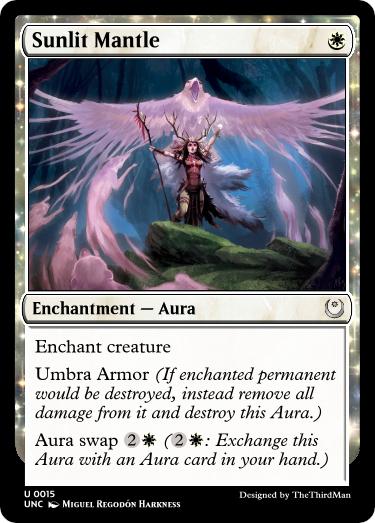 Sunlit Mantle
Enchantment — Aura
Enchant creature
Umbra Armor (If enchanted permanent
would be destroyed, instead remove all
damage from it and destroy this Aura.)
Aura swap 2 (2: Exchange this
Aura with an Aura card in your hand.)
U 0015
UNC Miguel Regodón Harkness
Designed by TheThirdMan